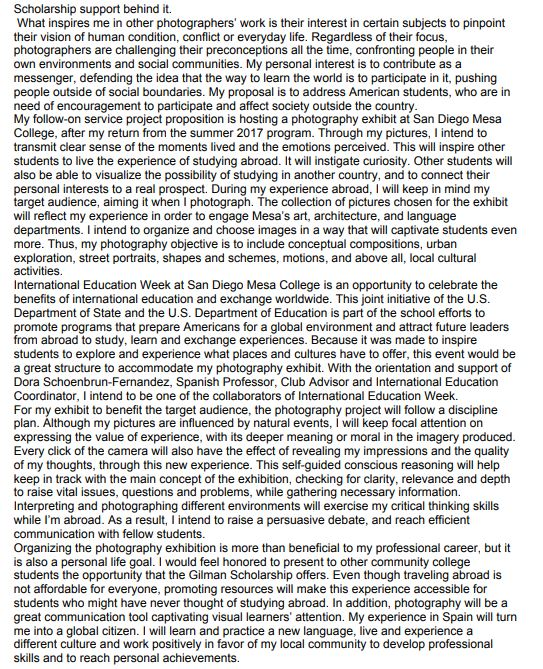 Scholarship support behind it.
What inspires me in other photographers' work is their interest in certain subjects to pinpoint
their vision of human condition, conflict or everyday life. Regardless of their focus,
photographers are challenging their preconceptions all the time, confronting people in their
own environments and social communities. My personal interest is to contribute as a
messenger, defending the idea that the way to learn the world is to participate in it, pushing
people outside of social boundaries. My proposal is to address American students, who are in
need of encouragement to participate and affect society outside the country.
My follow-on service project proposition is hosting a photography exhibit at San Diego Mesa
College, after my return from the summer 2017 program. Through my pictures, I intend to
transmit clear sense of the moments lived and the emotions perceived. This will inspire other
students to live the experience of studying abroad. It will instigate curiosity. Other students will
also be able to visualize the possibility of studying in another country, and to connect their
personal interests to a real prospect. During my experience abroad, I will keep in mind my
target audience, aiming it when I photograph. The collection of pictures chosen for the exhibit
will reflect my experience in order to engage Mesa's art, architecture, and language
departments. I intend to organize and choose images in a way that will captivate students even
more. Thus, my photography objective is to include conceptual compositions, urban
exploration, street portraits, shapes and schemes, motions, and above all, local cultural
activities.
International Education Week at San Diego Mesa College is an opportunity to celebrate the
benefits of international education and exchange worldwide. This joint initiative of the U.S.
Department of State and the U.S. Department of Education is part of the school efforts to
promote programs that prepare Americans for a global environment and attract future leaders
from abroad to study, learn and exchange experiences. Because it was made to inspire
students to explore and experience what places and cultures have to offer, this event would be
a great structure to accommodate my photography exhibit. With the orientation and support of
Dora Schoenbrun-Fernandez, Spanish Professor, Club Advisor and International Education
Coordinator, I intend to be one of the collaborators of International Education Week.
For my exhibit to benefit the target audience, the photography project will follow a discipline
plan. Although my pictures are influenced by natural events, I will keep focal attention on
expressing the value of experience, with its deeper meaning or moral in the imagery produced.
Every click of the camera will also have the effect of revealing my impressions and the quality
of my thoughts, through this new experience. This self-guided conscious reasoning will help
keep in track with the main concept of the exhibition, checking for clarity, relevance and depth
to raise vital issues, questions and problems, while gathering necessary information.
Interpreting and photographing different environments will exercise my critical thinking skills
while I'm abroad. As a result, I intend to raise a persuasive debate, and reach efficient
communication with fellow students.
Organizing the photography exhibition is more than beneficial to my professional career, but it
is also a personal life goal. I would feel honored to present to other community college
students the opportunity that the Gilman Scholarship offers. Even though traveling abroad is
not affordable for everyone, promoting resources will make this experience accessible for
students who might have never thought of studying abroad. In addition, photography will be a
great communication tool captivating visual learners' attention. My experience in Spain will turn
me into a global citizen. I will learn and practice a new language, live and experience a
different culture and work positively in favor of my local community to develop professional
skills and to reach personal achievements.